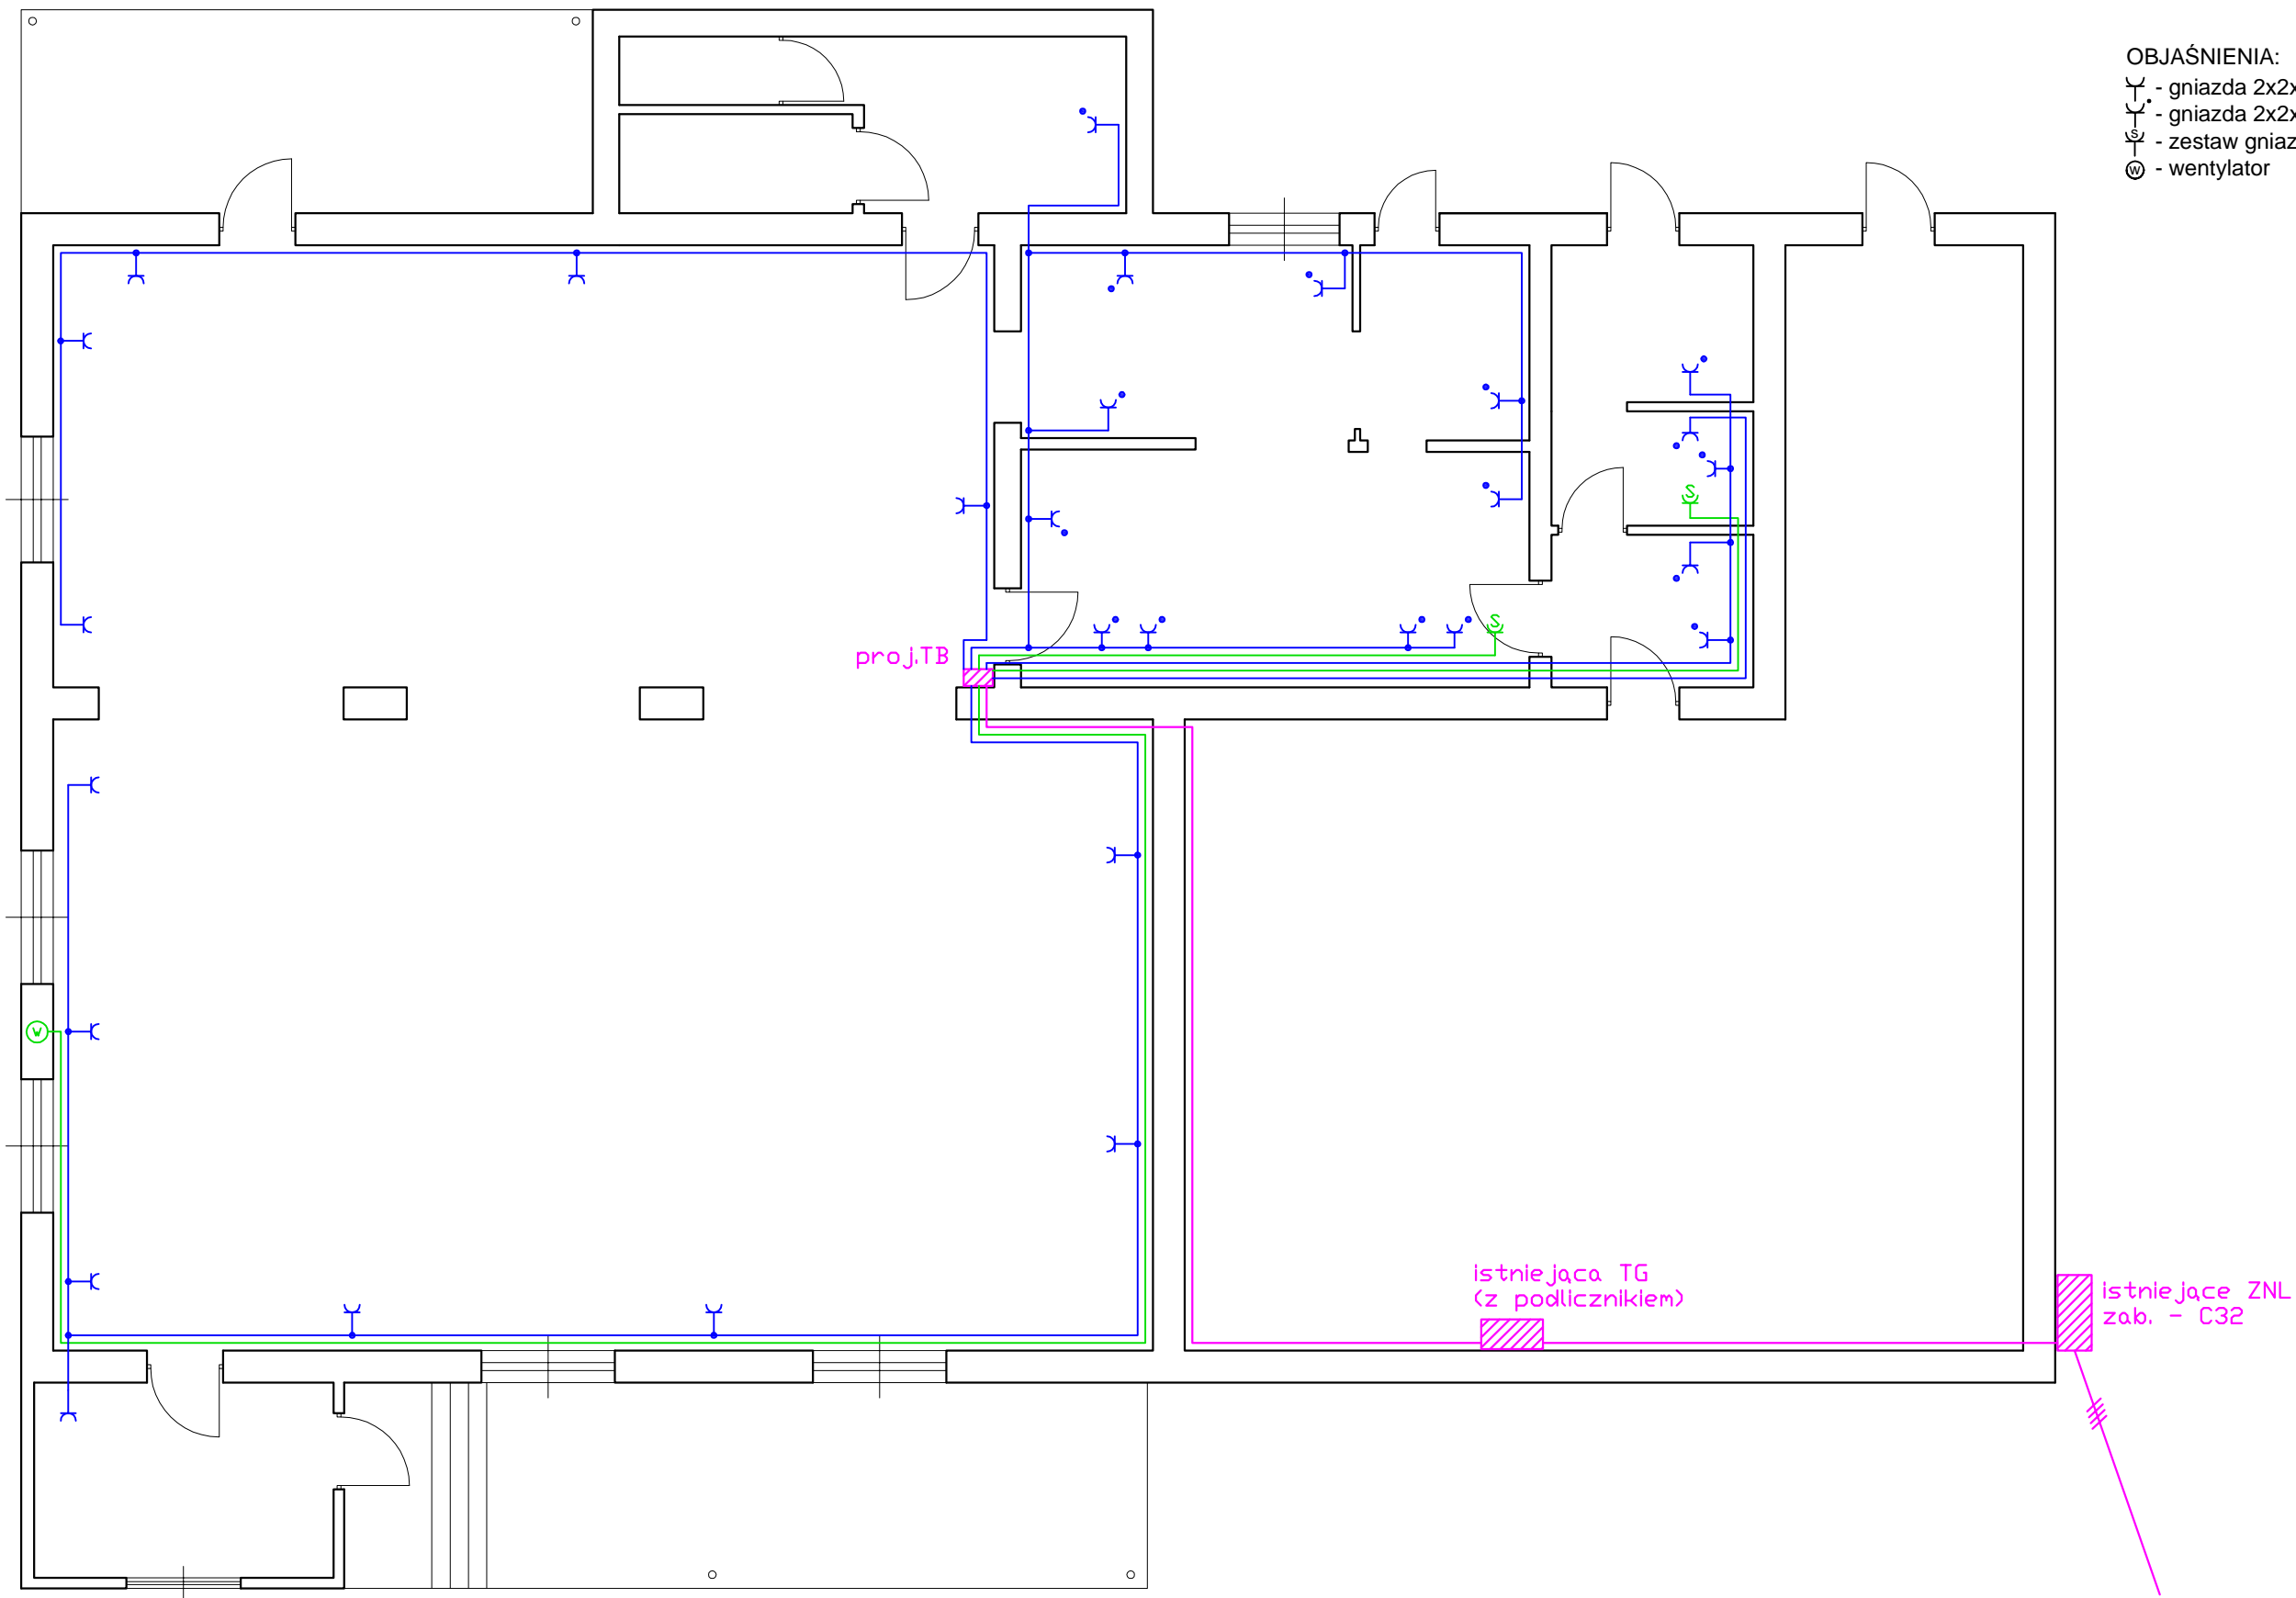 OBJAŚNIENIA:
- gniazda 2x2x
- gniazda 2x2x
S - zestaw gniaz
W - wentylator
S
S
proj.TB
W
istniejąca TG
(z podlicznikiem)
istniejące ZNL
zab. - C32